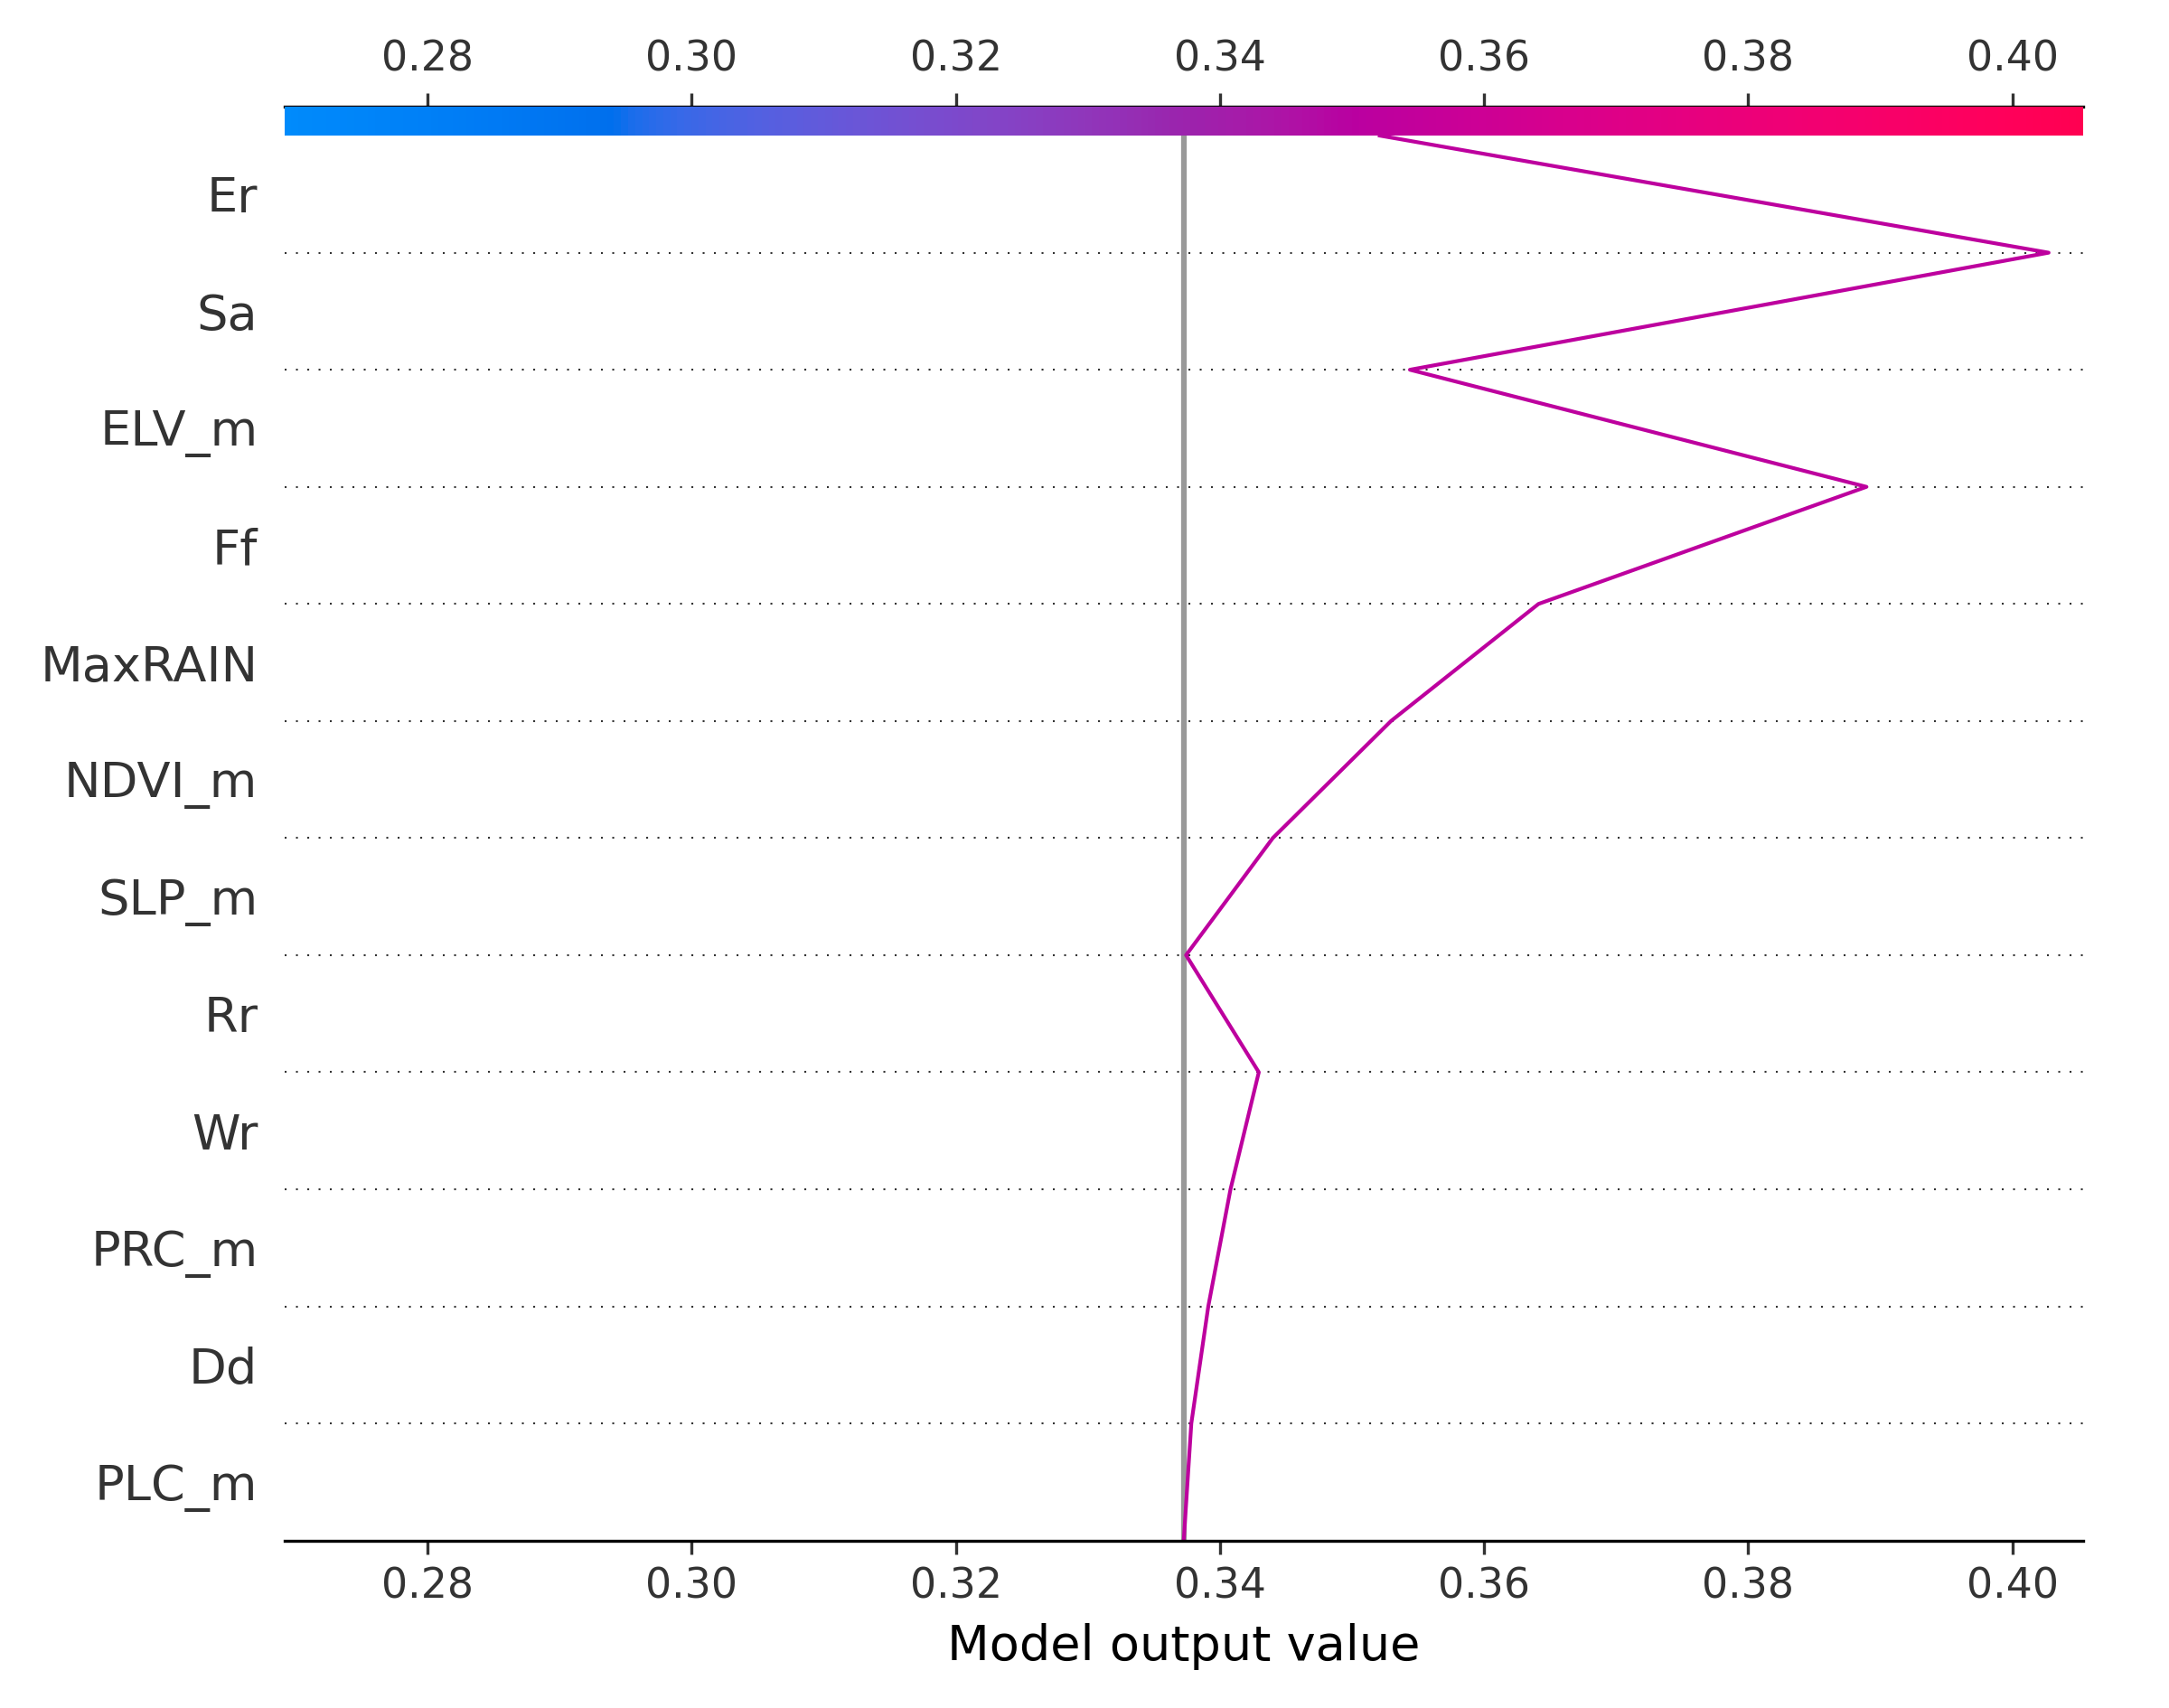 0.28 0.30 0.32 0.34 0.36 0.38 0.40
Er
Sa
ELV_m
Ff
MaxRAIN
NDVI_m
SLP_m
Rr
Wr
PRC_m
Dd
PLC_m
0.28 0.30 0.32 0.34 0.36 0.38 0.40
Model output value